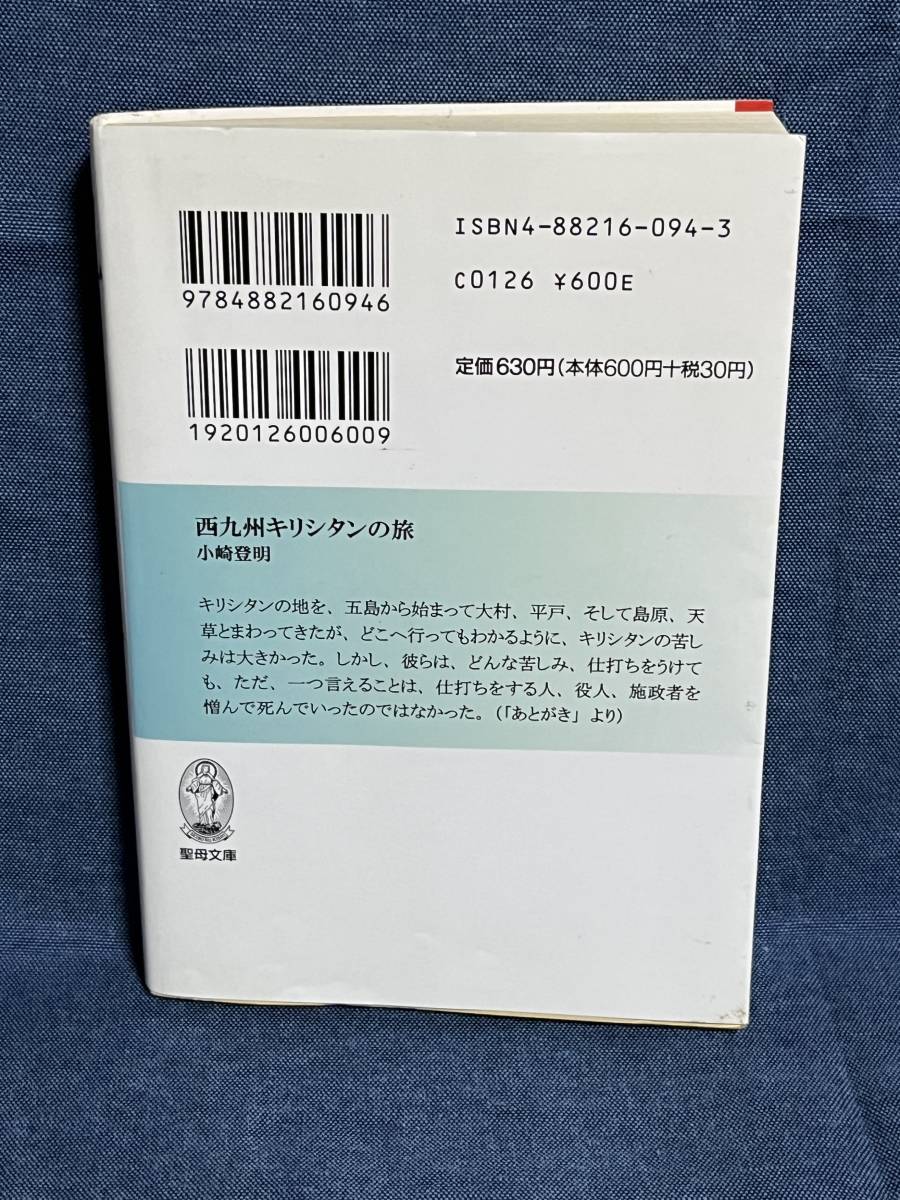 ISBN4-88216-094-3
9784882160946
C0126 ¥600E
定価630円(本体600円+税30円)
1920126006009
西九州キリシタンの旅
小崎登明
キリシタンの地を、五島から始まって大村、平戸、そして島原、天
草とまわってきたが、どこへ行ってもわかるように、キリシタンの苦し
みは大きかった。しかし、彼らは、どんな苦しみ、仕打ちをうけて
も、ただ、一つ言えることは、仕打ちをする人、役人、施政者を
憎んで死んでいったのではなかった。(「あとがき」より)
聖母文庫